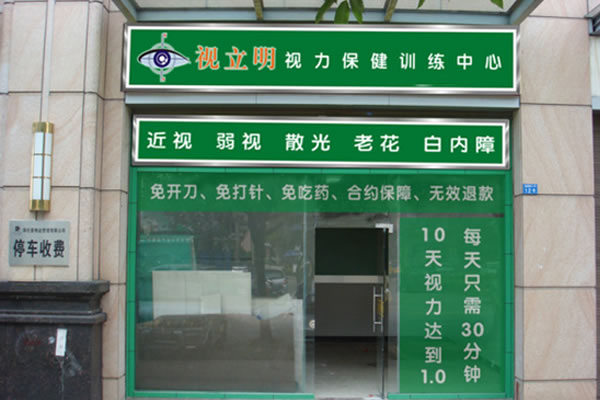 视立明 视力保健训练中心
近视 弱视 散光 老花 白内障
免开刀、免打针、免吃药、合约保障、无效退款
每天只需30分钟
10天视力达到1.0
停车收费